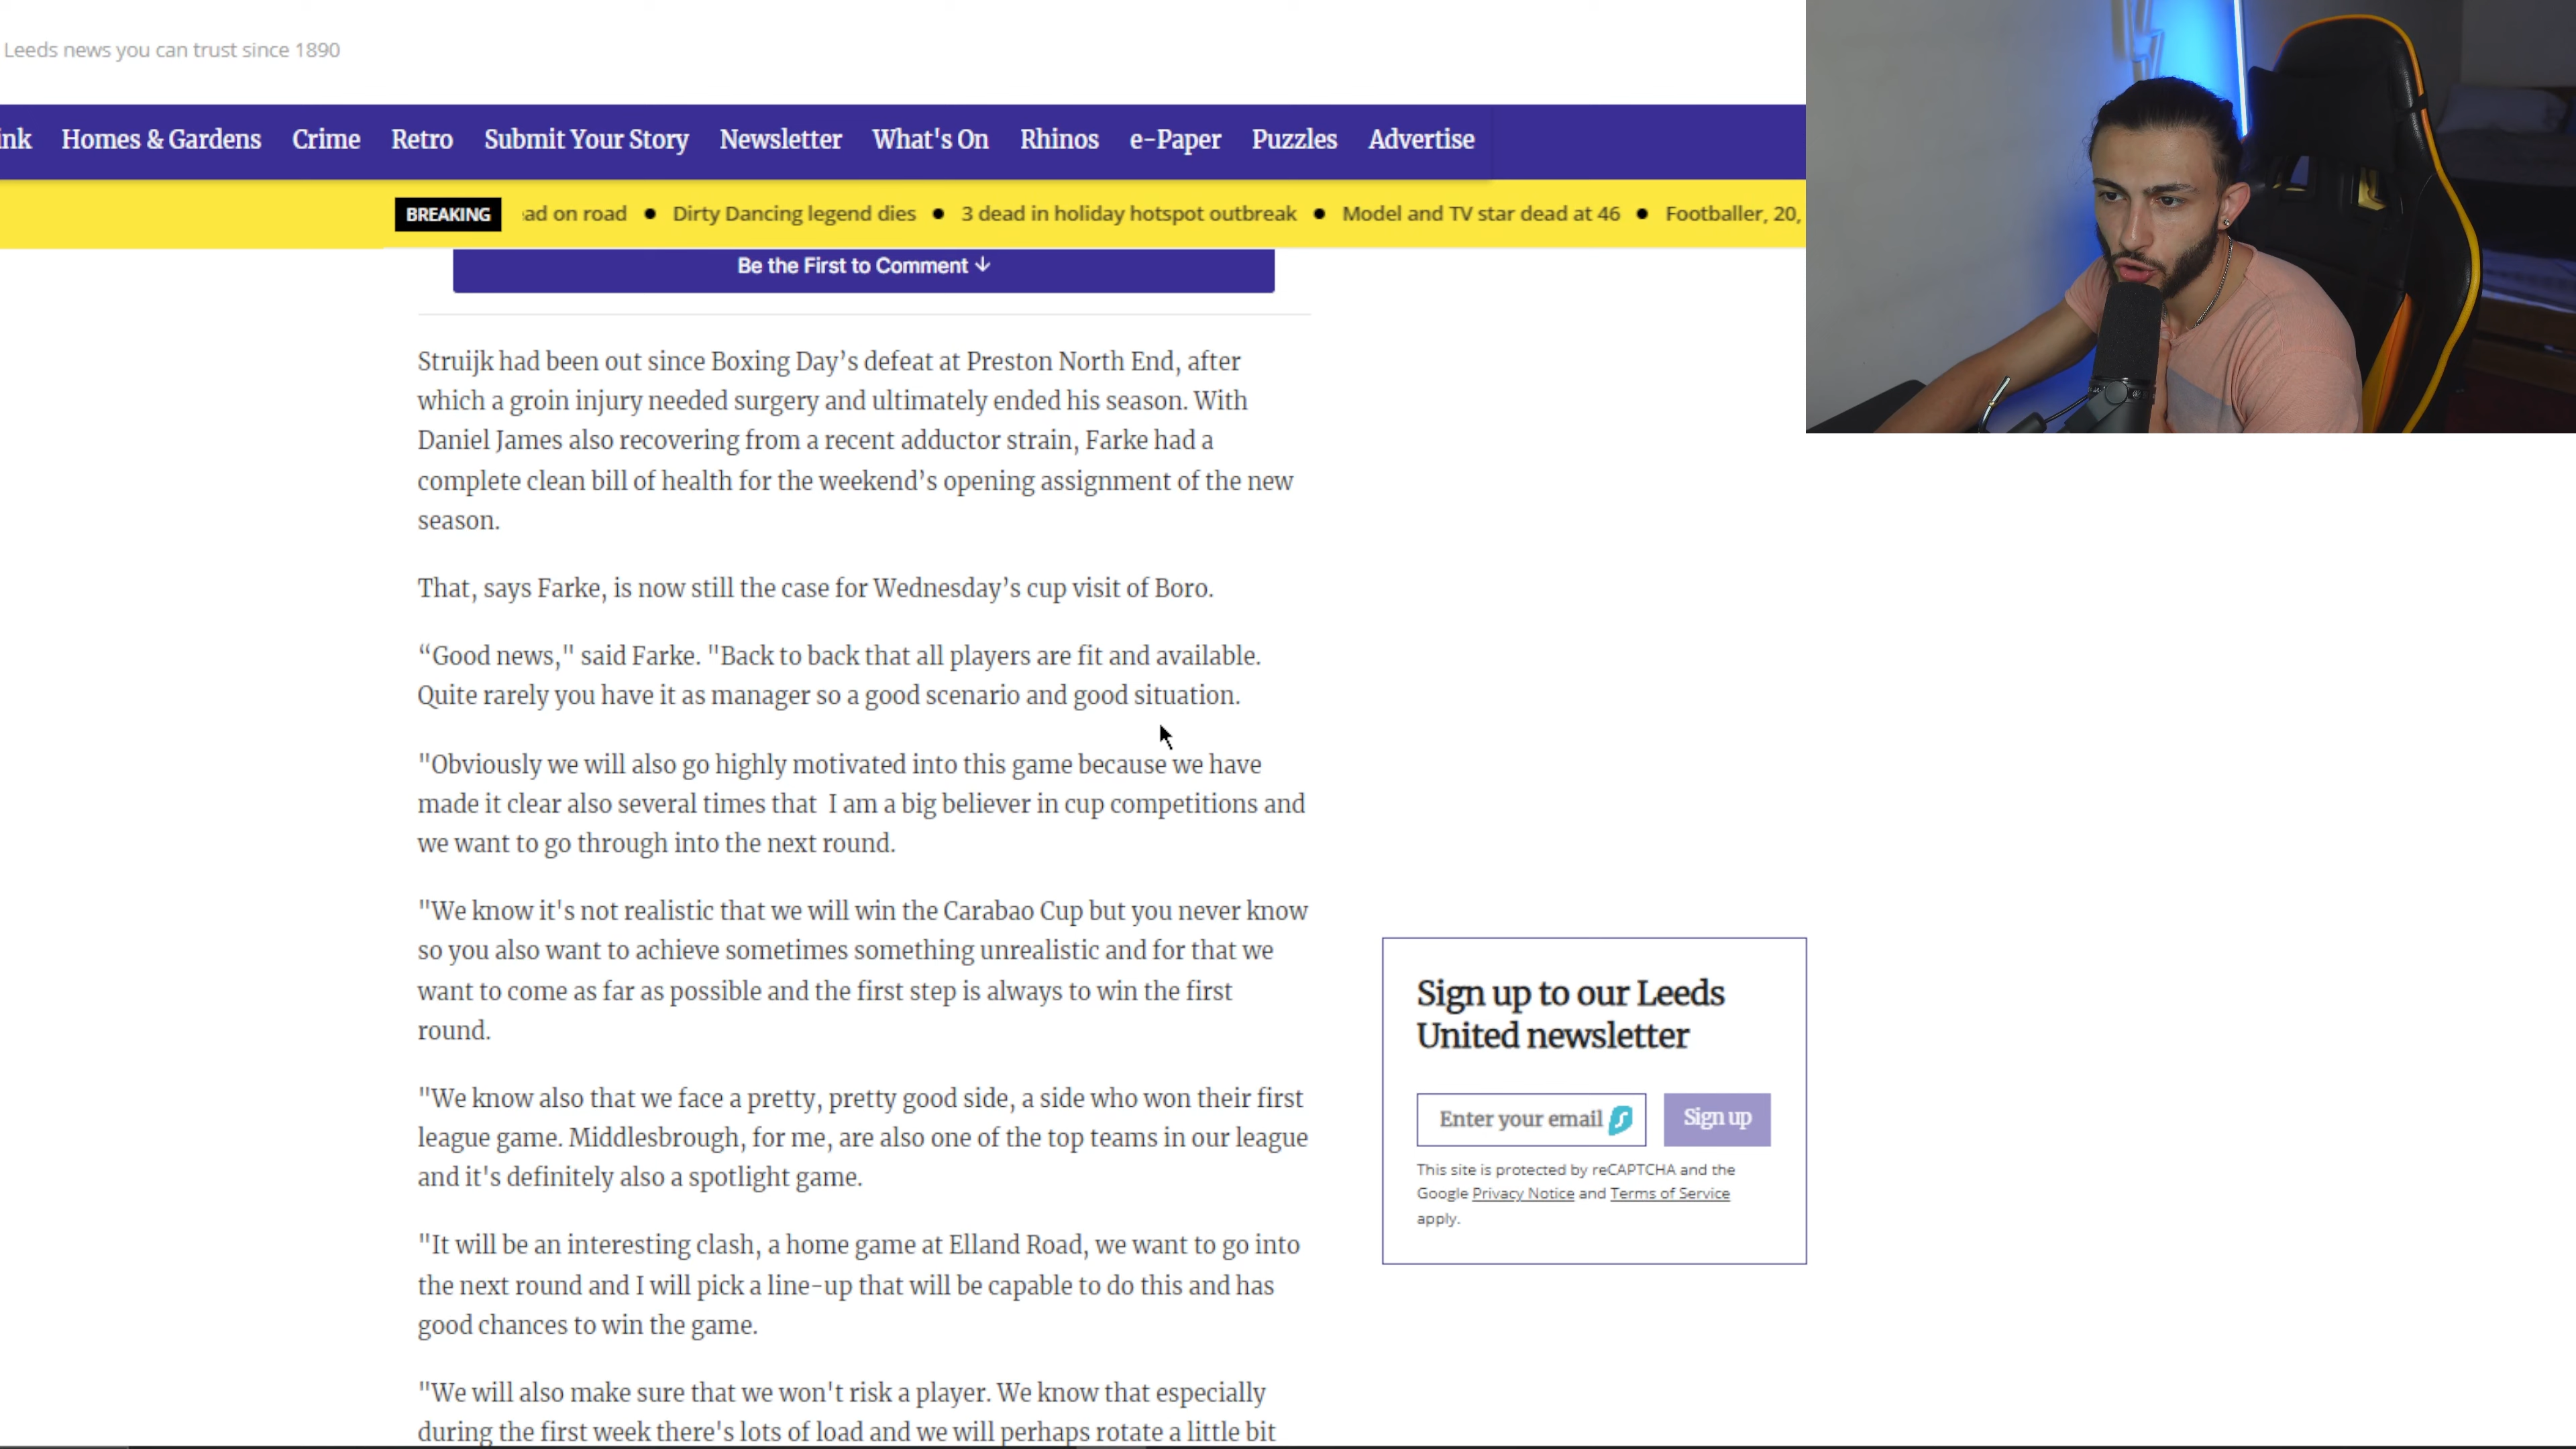 Leeds news you can trust since 1890
ink Homes & Gardens Crime Retro Submit Your Story Newsletter What's On Rhinos e-Paper Puzzles Advertise
BREAKING ead on road • Dirty Dancing legend dies • 3 dead in holiday hotspot outbreak • Model and TV star dead at 46 • Footballer, 20,
Be the First to Comment ↓
Struijk had been out since Boxing Day’s defeat at Preston North End, after
which a groin injury needed surgery and ultimately ended his season. With
Daniel James also recovering from a recent adductor strain, Farke had a
complete clean bill of health for the weekend’s opening assignment of the new
season.
That, says Farke, is now still the case for Wednesday’s cup visit of Boro.
“Good news," said Farke. "Back to back that all players are fit and available.
Quite rarely you have it as manager so a good scenario and good situation.
"Obviously we will also go highly motivated into this game because we have
made it clear also several times that  I am a big believer in cup competitions and
we want to go through into the next round.
"We know it's not realistic that we will win the Carabao Cup but you never know
so you also want to achieve sometimes something unrealistic and for that we
want to come as far as possible and the first step is always to win the first
round.
"We know also that we face a pretty, pretty good side, a side who won their first
league game. Middlesbrough, for me, are also one of the top teams in our league
and it's definitely also a spotlight game.
"It will be an interesting clash, a home game at Elland Road, we want to go into
the next round and I will pick a line-up that will be capable to do this and has
good chances to win the game.
"We will also make sure that we won't risk a player. We know that especially
during the first week there's lots of load and we will perhaps rotate a little bit
Sign up to our Leeds
United newsletter
Enter your email Sign up
This site is protected by reCAPTCHA and the
Google Privacy Notice and Terms of Service
apply.